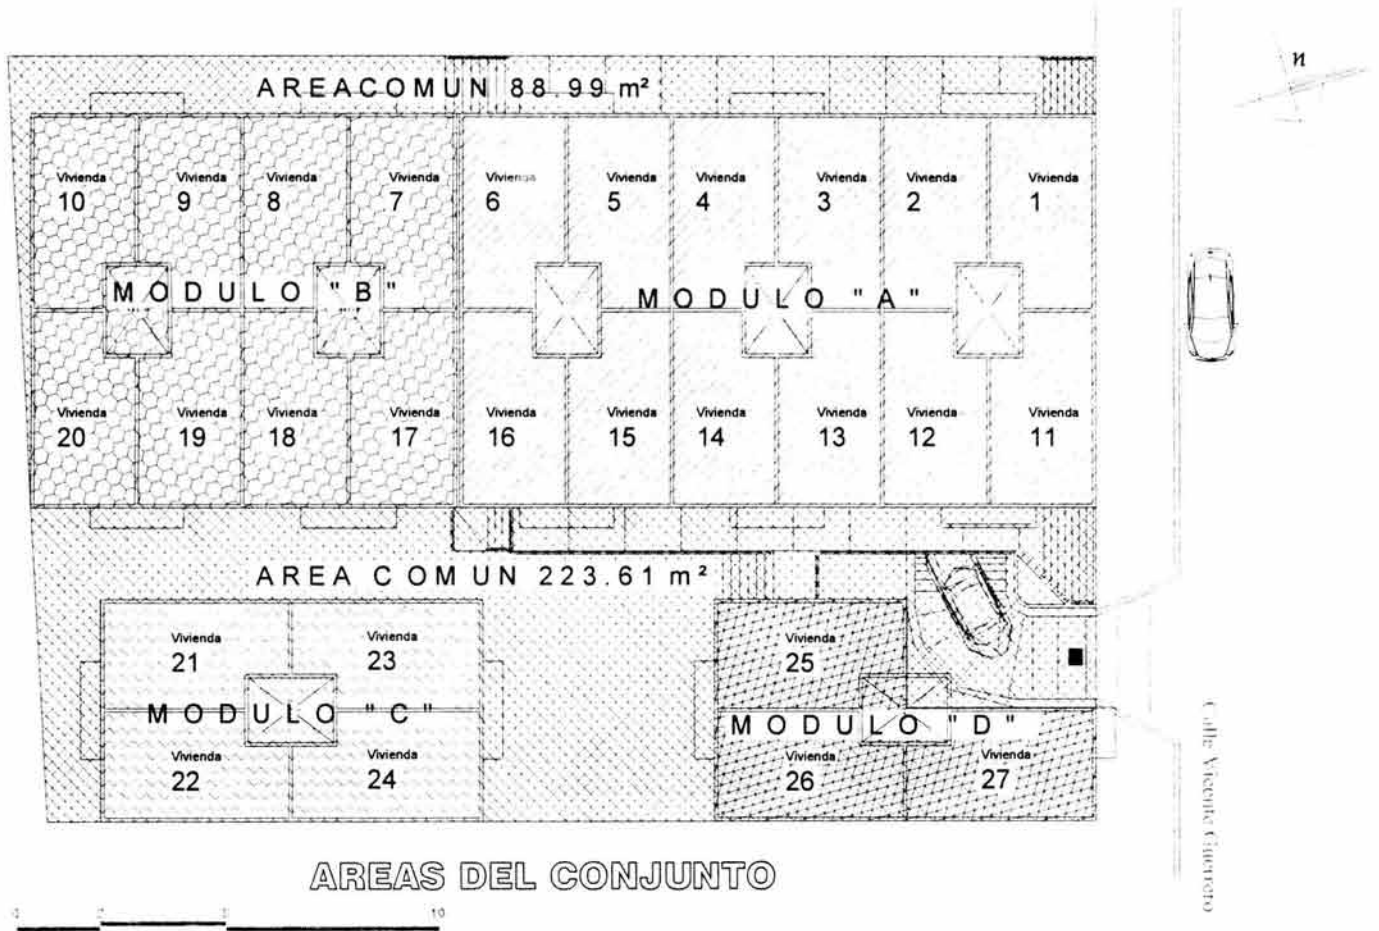 n
AREA COMUN 88.99 m²
Vivienda 10
Vivienda 9
Vivienda 8
Vivienda 7
Vivienda 6
Vivienda 5
Vivienda 4
Vivienda 3
Vivienda 2
Vivienda 1
MODULO "B"
MODULO "A"
Vivienda 20
Vivienda 19
Vivienda 18
Vivienda 17
Vivienda 16
Vivienda 15
Vivienda 14
Vivienda 13
Vivienda 12
Vivienda 11
AREA COMUN 223.61 m²
Vivienda 21
Vivienda 23
Vivienda 25
MODULO "C"
MODULO "D"
Vivienda 22
Vivienda 24
Vivienda 26
Vivienda 27
Calle Vicente Guerrero
AREAS DEL CONJUNTO
10